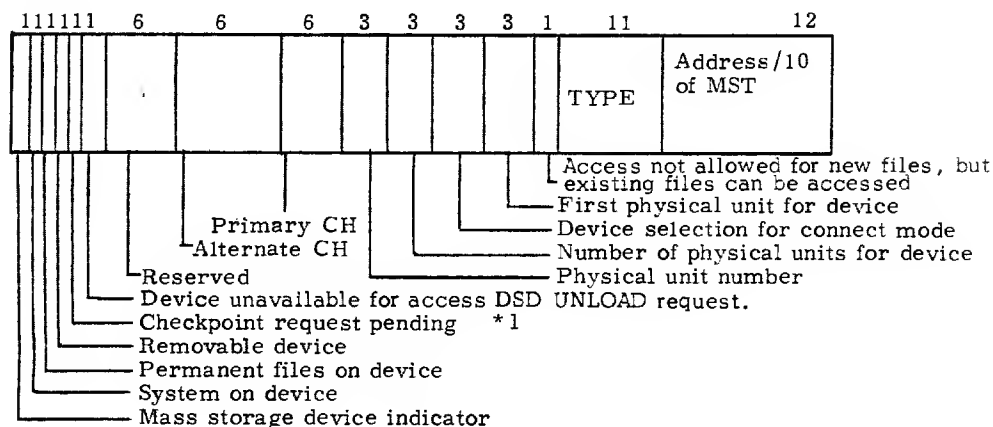 111111 6 6 6 3 3 3 3 1 11 12
Address/10
of MST
TYPE
Access not allowed for new files, but
existing files can be accessed
First physical unit for device
Primary CH
Device selection for connect mode
Alternate CH
Number of physical units for device
Reserved
Physical unit number
Device unavailable for access DSD UNLOAD request.
Checkpoint request pending *1
Removable device
Permanent files on device
System on device
Mass storage device indicator